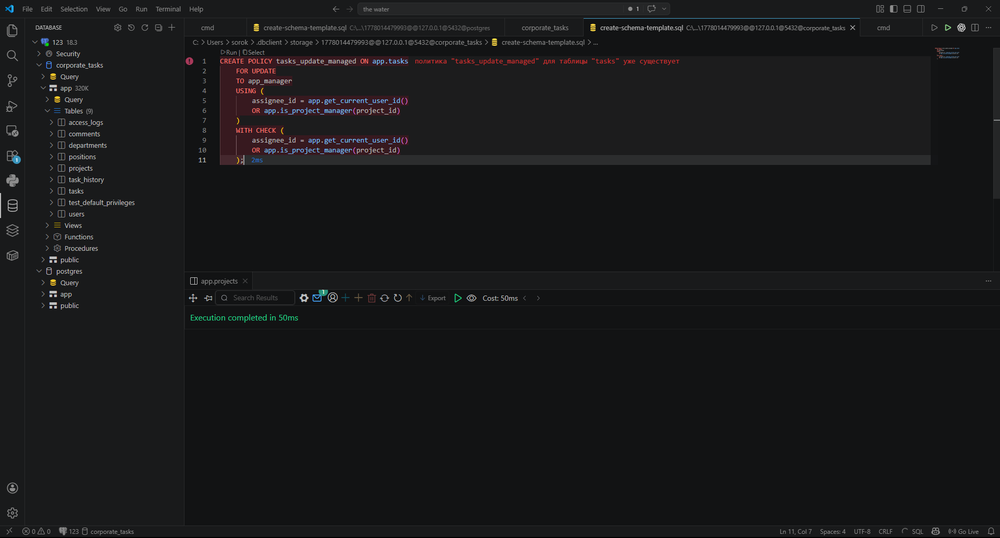 File Edit Selection View Go Run Terminal Help
the water
1
DATABASE
123 18.3
Security
corporate_tasks
Query
app 320K
Query
Tables (9)
access_logs
comments
departments
positions
projects
task_history
tasks
test_default_privileges
users
Views
Functions
Procedures
public
postgres
Query
app
public
1
cmd
create-schema-template.sql C:\...\1778014479993@@127.0.0.1@5432@postgres
corporate_tasks
create-schema-template.sql C:\...\1778014479993@@127.0.0.1@5432@corporate_tasks
cmd
C: > Users > sorok > .dbclient > storage > 1778014479993@@127.0.0.1@5432@corporate_tasks > create-schema-template.sql > ...
Run | Select
1 CREATE POLICY tasks_update_managed ON app.tasks политика "tasks_update_managed" для таблицы "tasks" уже существует
2 FOR UPDATE
3 TO app_manager
4 USING (
5 assignee_id = app.get_current_user_id()
6 OR app.is_project_manager(project_id)
7 )
8 WITH CHECK (
9 assignee_id = app.get_current_user_id()
10 OR app.is_project_manager(project_id)
11 ); 2ms
app.projects
Search Results
1
Export
Cost: 50ms
Execution completed in 50ms
0 0 123 corporate_tasks
Ln 11, Col 7 Spaces: 4 UTF-8 CRLF SQL Go Live